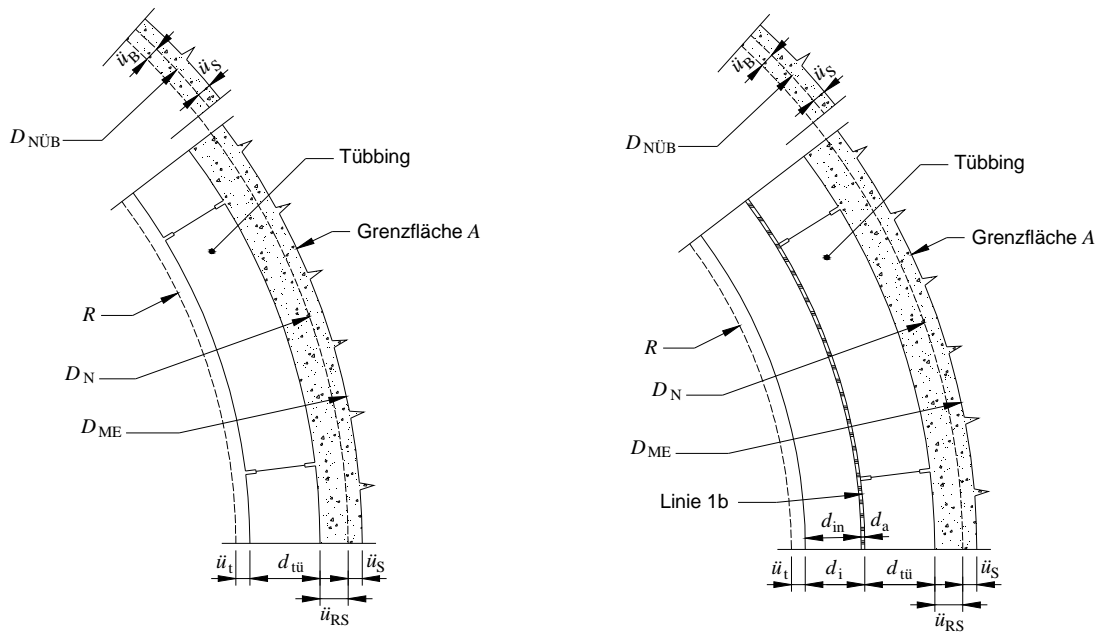 ü_B
ü_S
D_NÜB
Tübbing
Grenzfläche A
R
D_N
D_ME
ü_t
d_tü
ü_S
ü_RS
ü_B
ü_S
D_NÜB
Tübbing
Grenzfläche A
R
D_N
D_ME
Linie 1b
d_in
d_a
ü_t
d_i
d_tü
ü_S
ü_RS